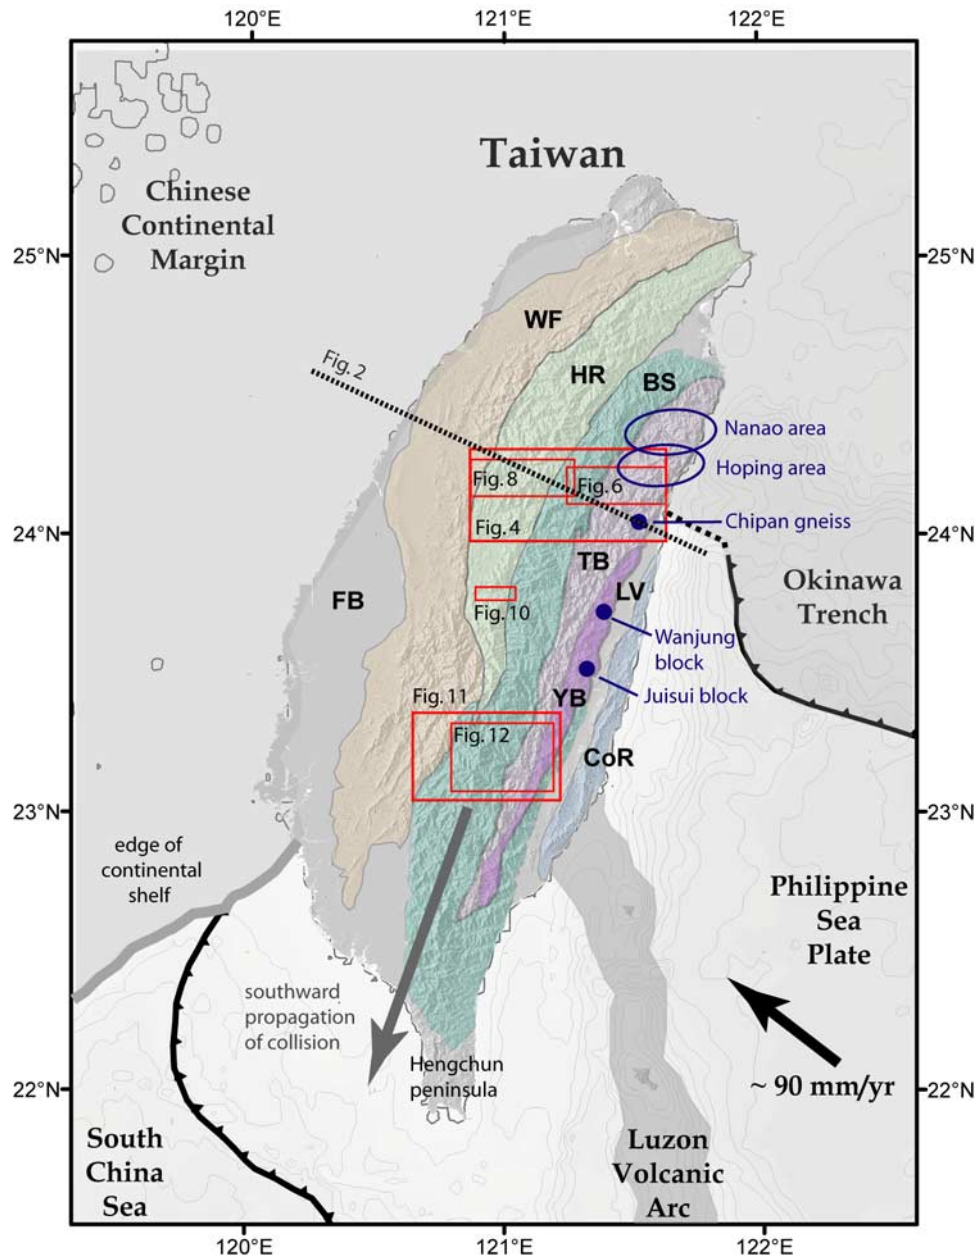 120°E
121°E
122°E
Taiwan
Chinese
Continental
Margin
25°N
25°N
WF
Fig. 2
HR
BS
Nanao area
Hoping area
Fig. 8
Fig. 6
Fig. 4
Chipan gneiss
24°N
24°N
TB
LV
FB
Okinawa
Trench
Fig. 10
Wanjung
block
Juisui block
Fig. 11
YB
Fig. 12
CoR
23°N
23°N
edge of
continental
shelf
Philippine
Sea
Plate
southward
propagation
of collision
Hengchun
peninsula
22°N
22°N
~ 90 mm/yr
South
China
Sea
Luzon
Volcanic
Arc
120°E
121°E
122°E